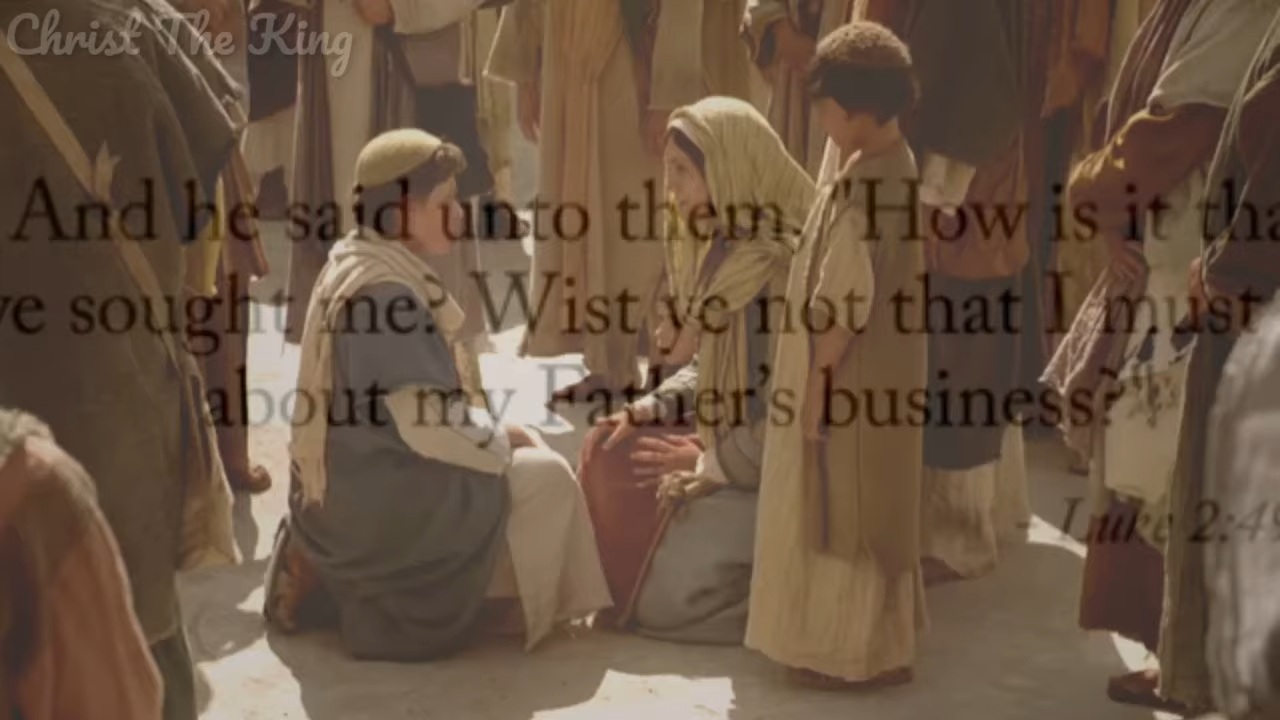 Christ The King
And he said unto them, "How is it tha
ye sought me? Wist ye not that I must
about my Father's business?"
Luke 2:49